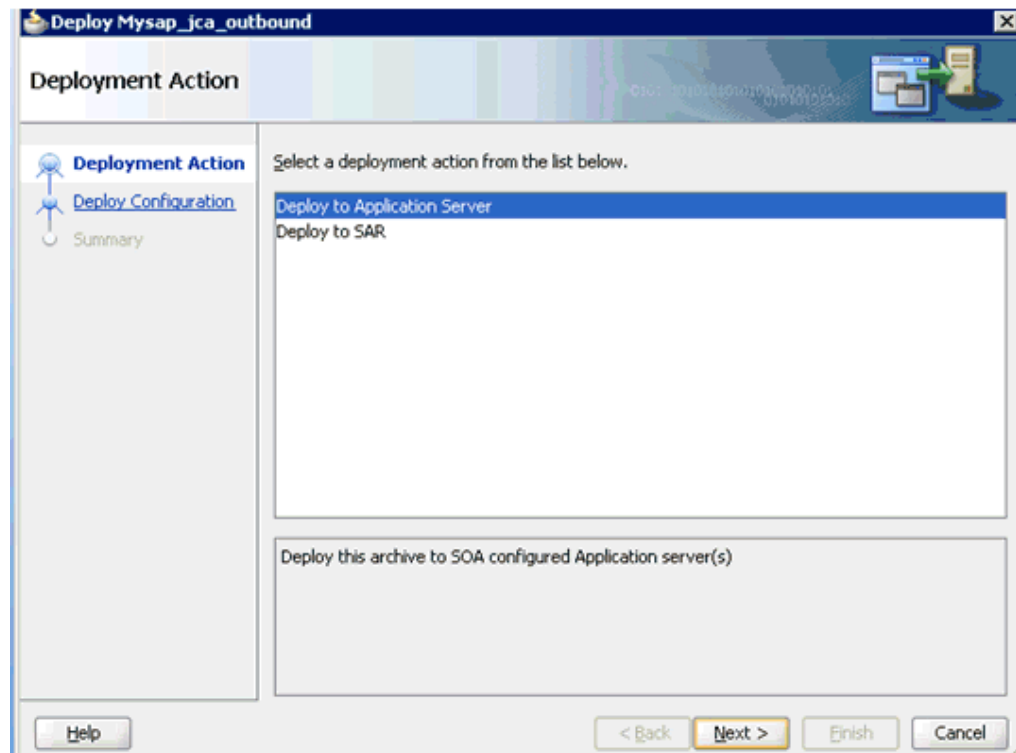 Deploy Mysap_jca_outbound
Deployment Action
Deployment Action
Deploy Configuration
Summary
Select a deployment action from the list below.
Deploy to Application Server
Deploy to SAR
Deploy this archive to SOA configured Application server(s)
Help
< Back
Next >
Finish
Cancel